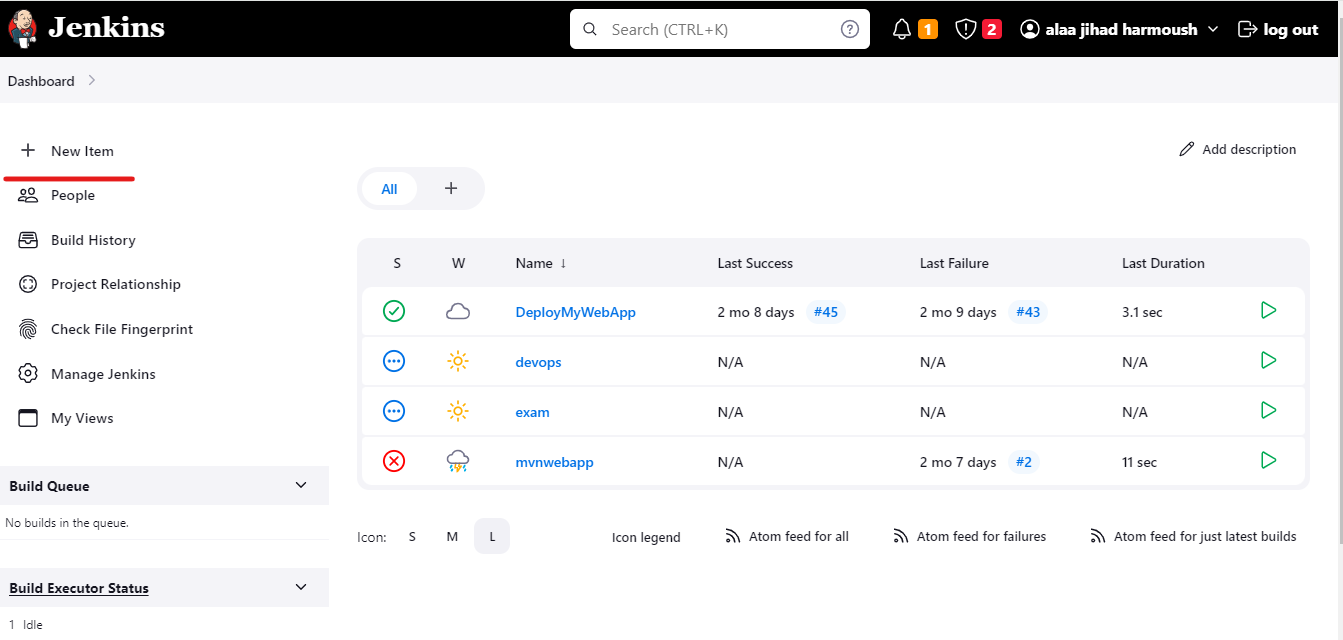 Jenkins
Search (CTRL+K)
1
2
alaa jihad harmoush
log out
Dashboard
New Item
People
Build History
Project Relationship
Check File Fingerprint
Manage Jenkins
My Views
Build Queue
No builds in the queue.
Build Executor Status
1 Idle
Add description
All +
S W Name ↓ Last Success Last Failure Last Duration
DeployMyWebApp 2 mo 8 days #45 2 mo 9 days #43 3.1 sec
devops N/A N/A N/A
exam N/A N/A N/A
mvnwebapp N/A 2 mo 7 days #2 11 sec
Icon: S M L Icon legend Atom feed for all Atom feed for failures Atom feed for just latest builds